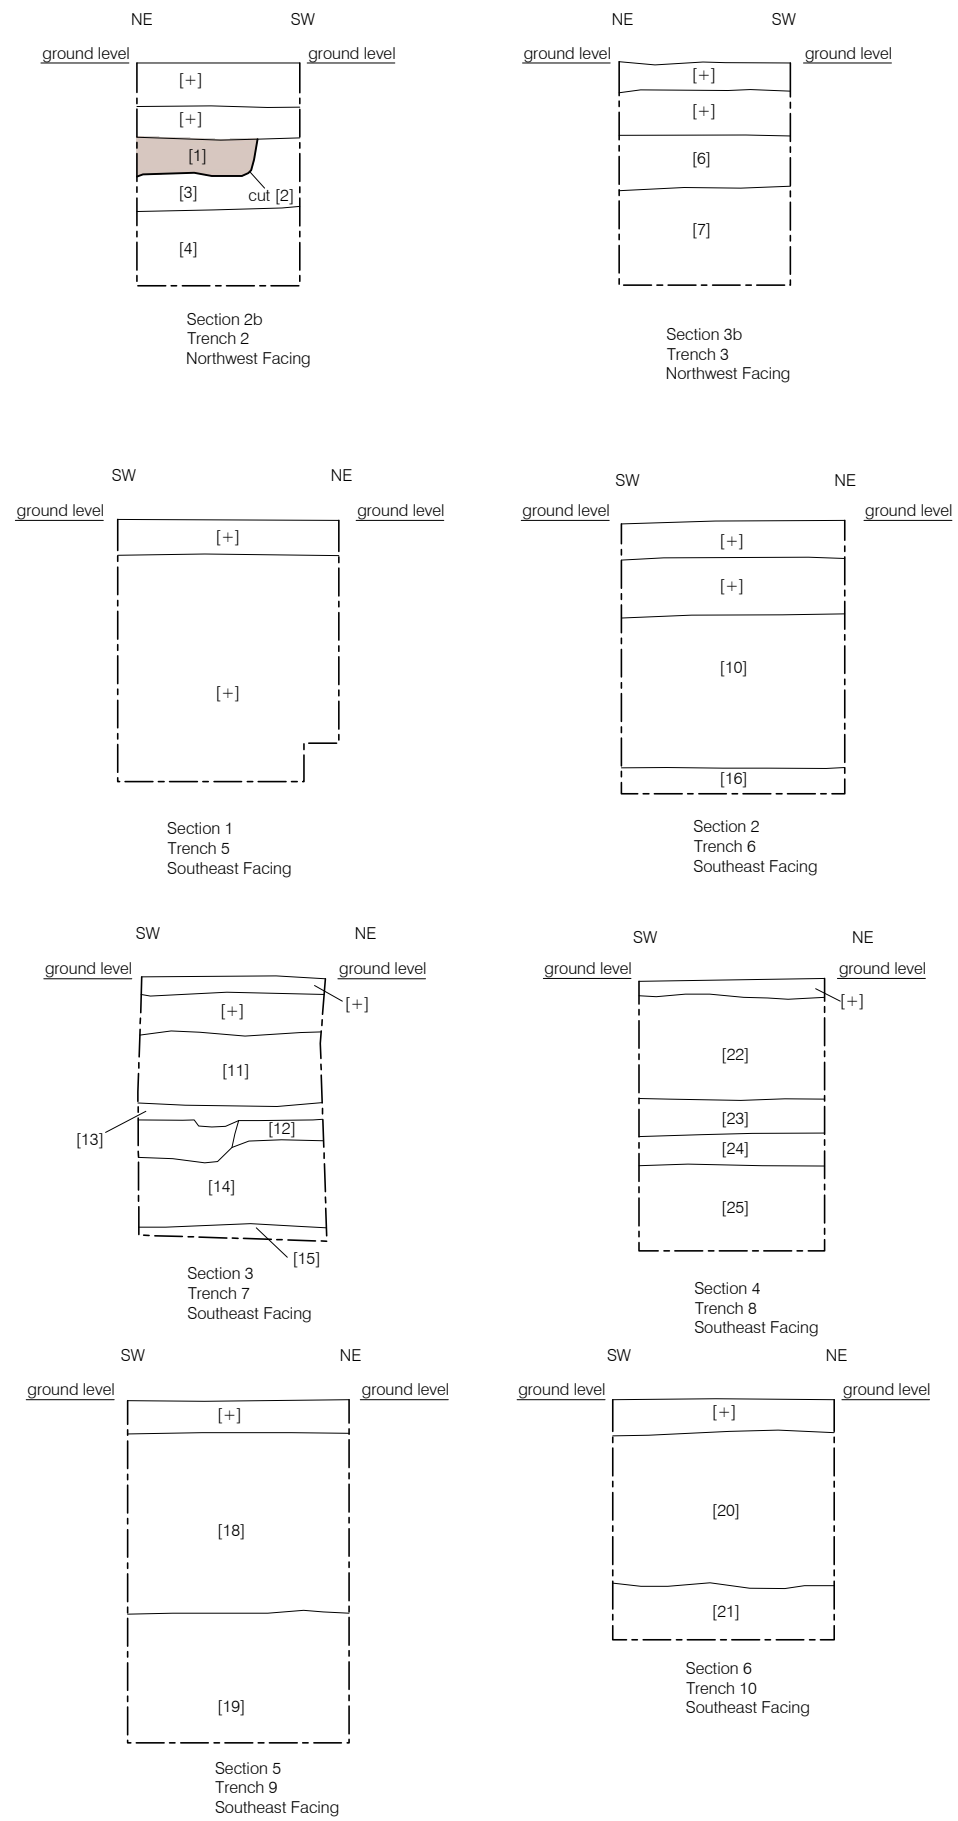 NE SW
ground level ground level
[+]
[+]
[1]
[3] cut [2]
[4]
Section 2b
Trench 2
Northwest Facing
NE SW
ground level ground level
[+]
[+]
[6]
[7]
Section 3b
Trench 3
Northwest Facing
SW NE
ground level ground level
[+]
[+]
Section 1
Trench 5
Southeast Facing
SW NE
ground level ground level
[+]
[+]
[10]
[16]
Section 2
Trench 6
Southeast Facing
SW NE
ground level ground level
[+]
[+]
[11]
[12]
[13]
[14]
[15]
Section 3
Trench 7
Southeast Facing
SW NE
ground level ground level
[+]
[22]
[23]
[24]
[25]
Section 4
Trench 8
Southeast Facing
SW NE
ground level ground level
[+]
[18]
[19]
Section 5
Trench 9
Southeast Facing
SW NE
ground level ground level
[+]
[20]
[21]
Section 6
Trench 10
Southeast Facing